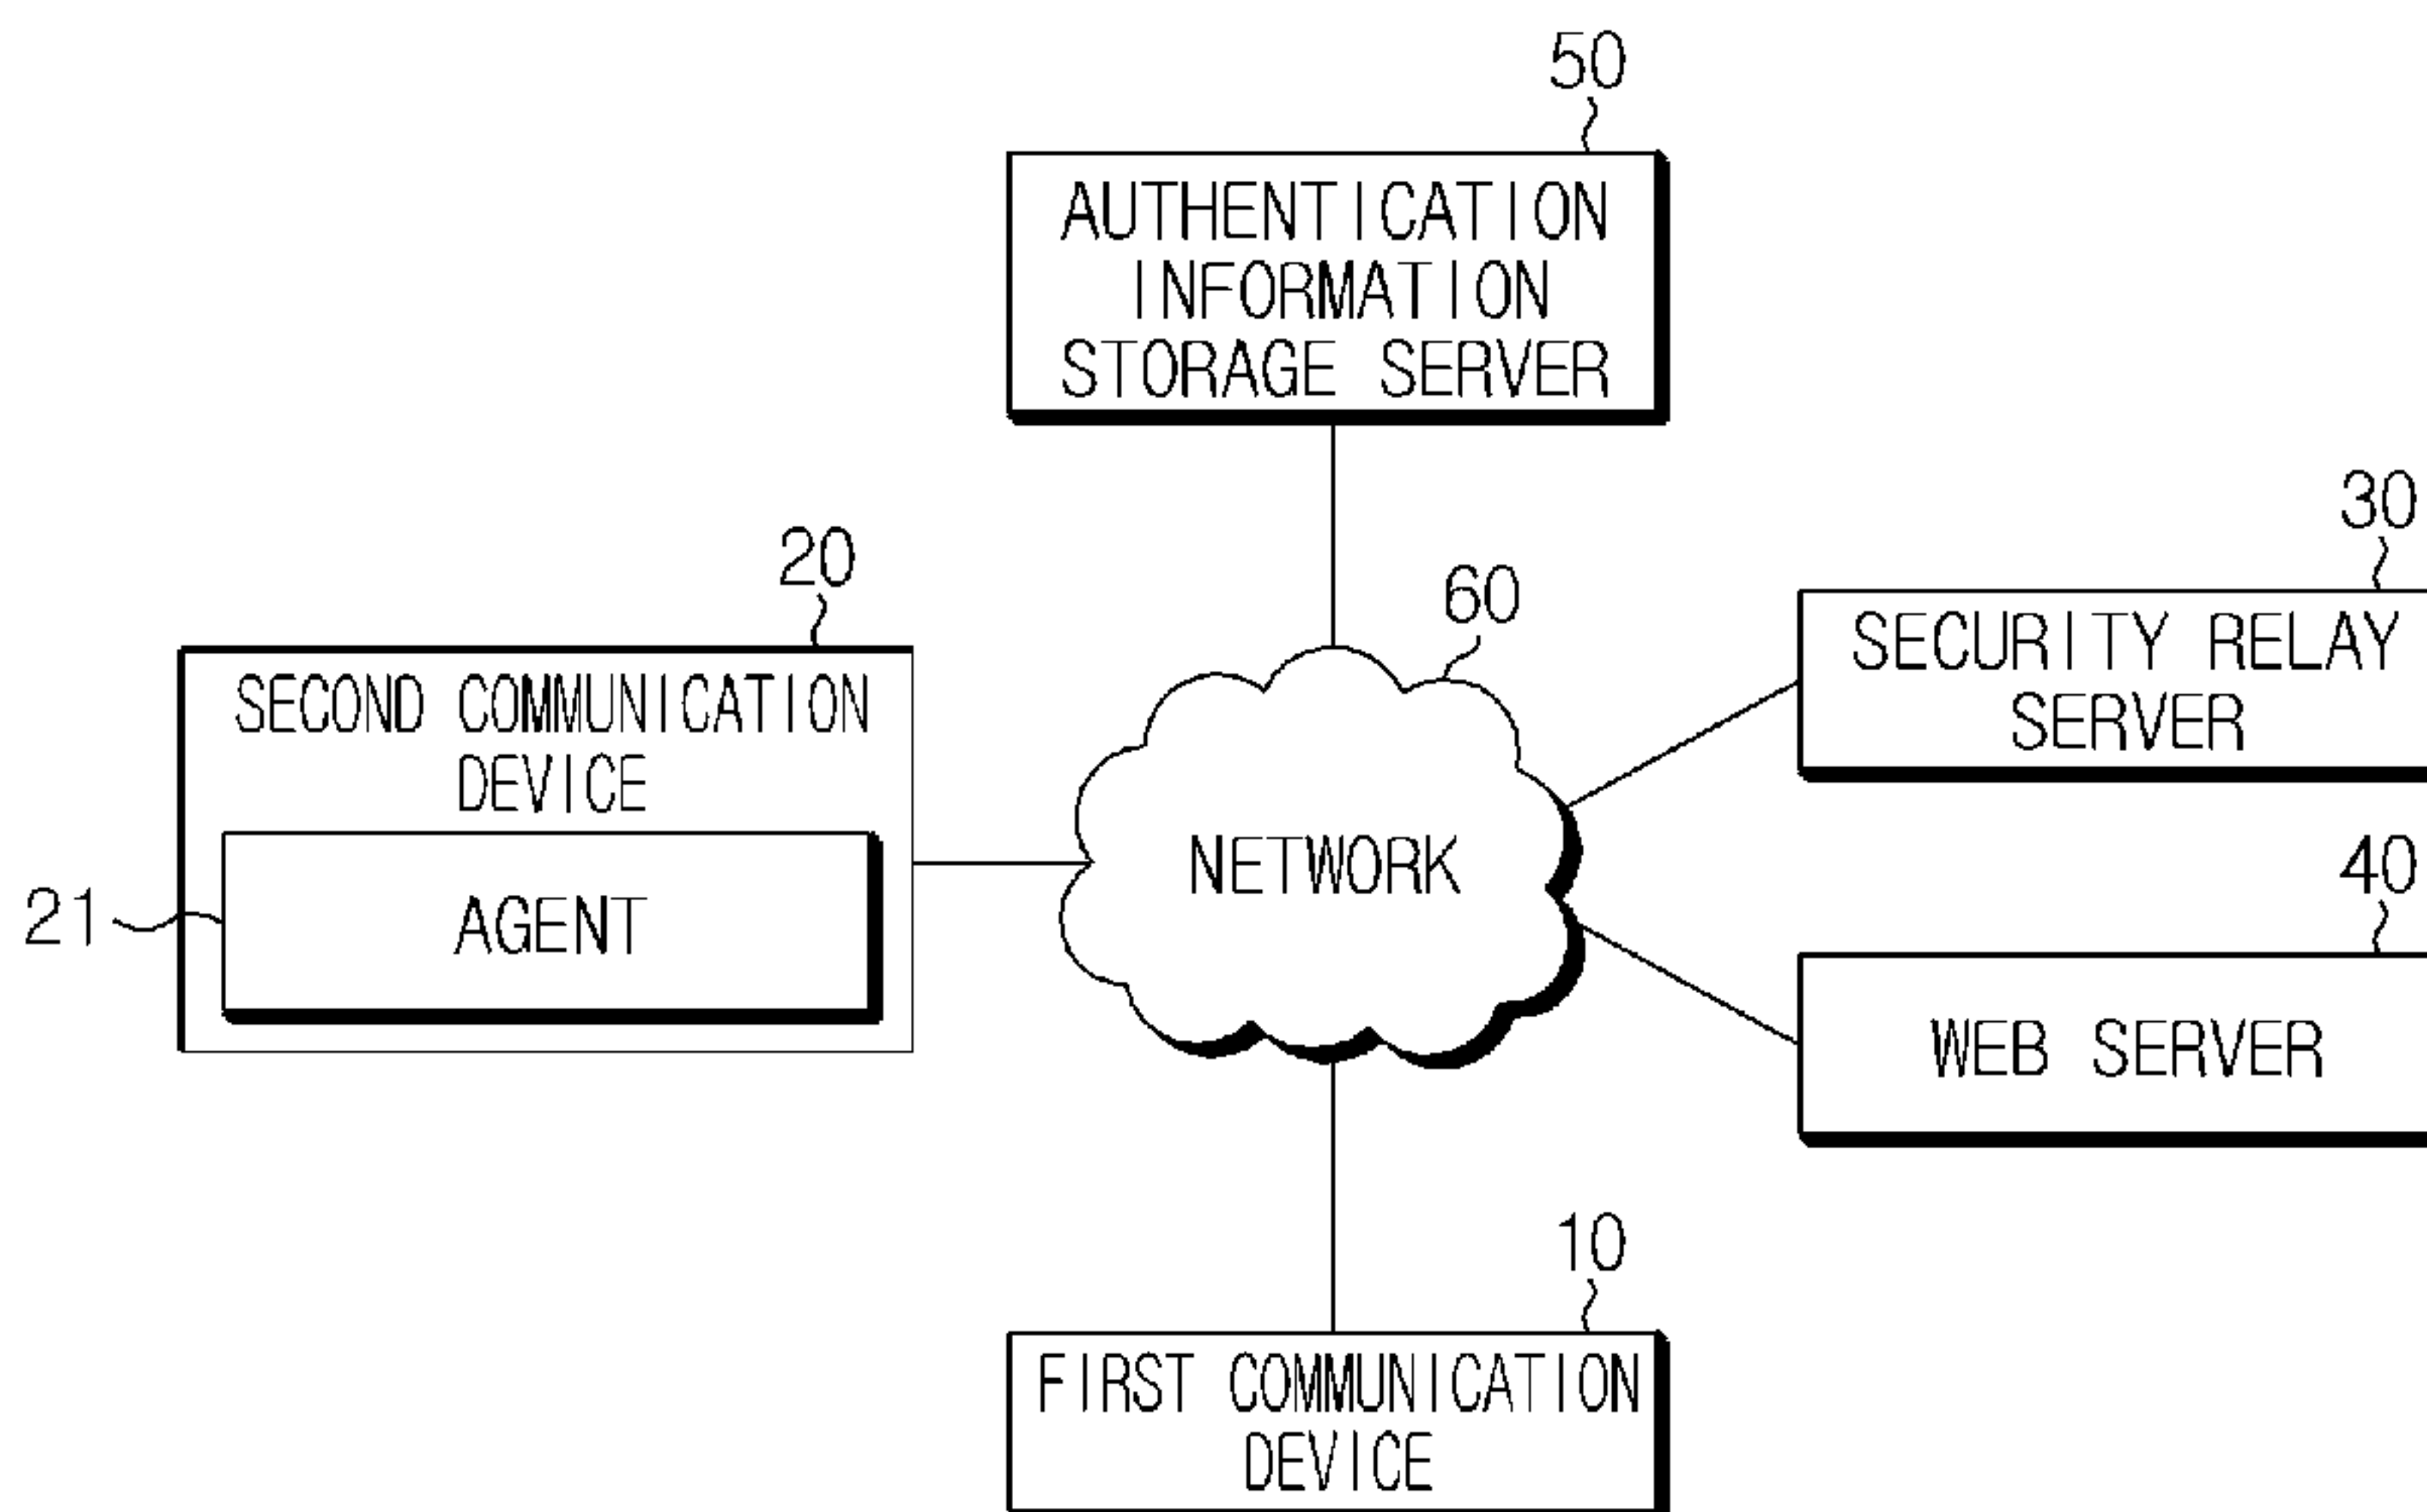 50
AUTHENTICATION
INFORMATION
STORAGE SERVER
30
20
60
SECURITY RELAY
SERVER
SECOND COMMUNICATION
DEVICE
NETWORK
40
21
AGENT
WEB SERVER
10
FIRST COMMUNICATION
DEVICE